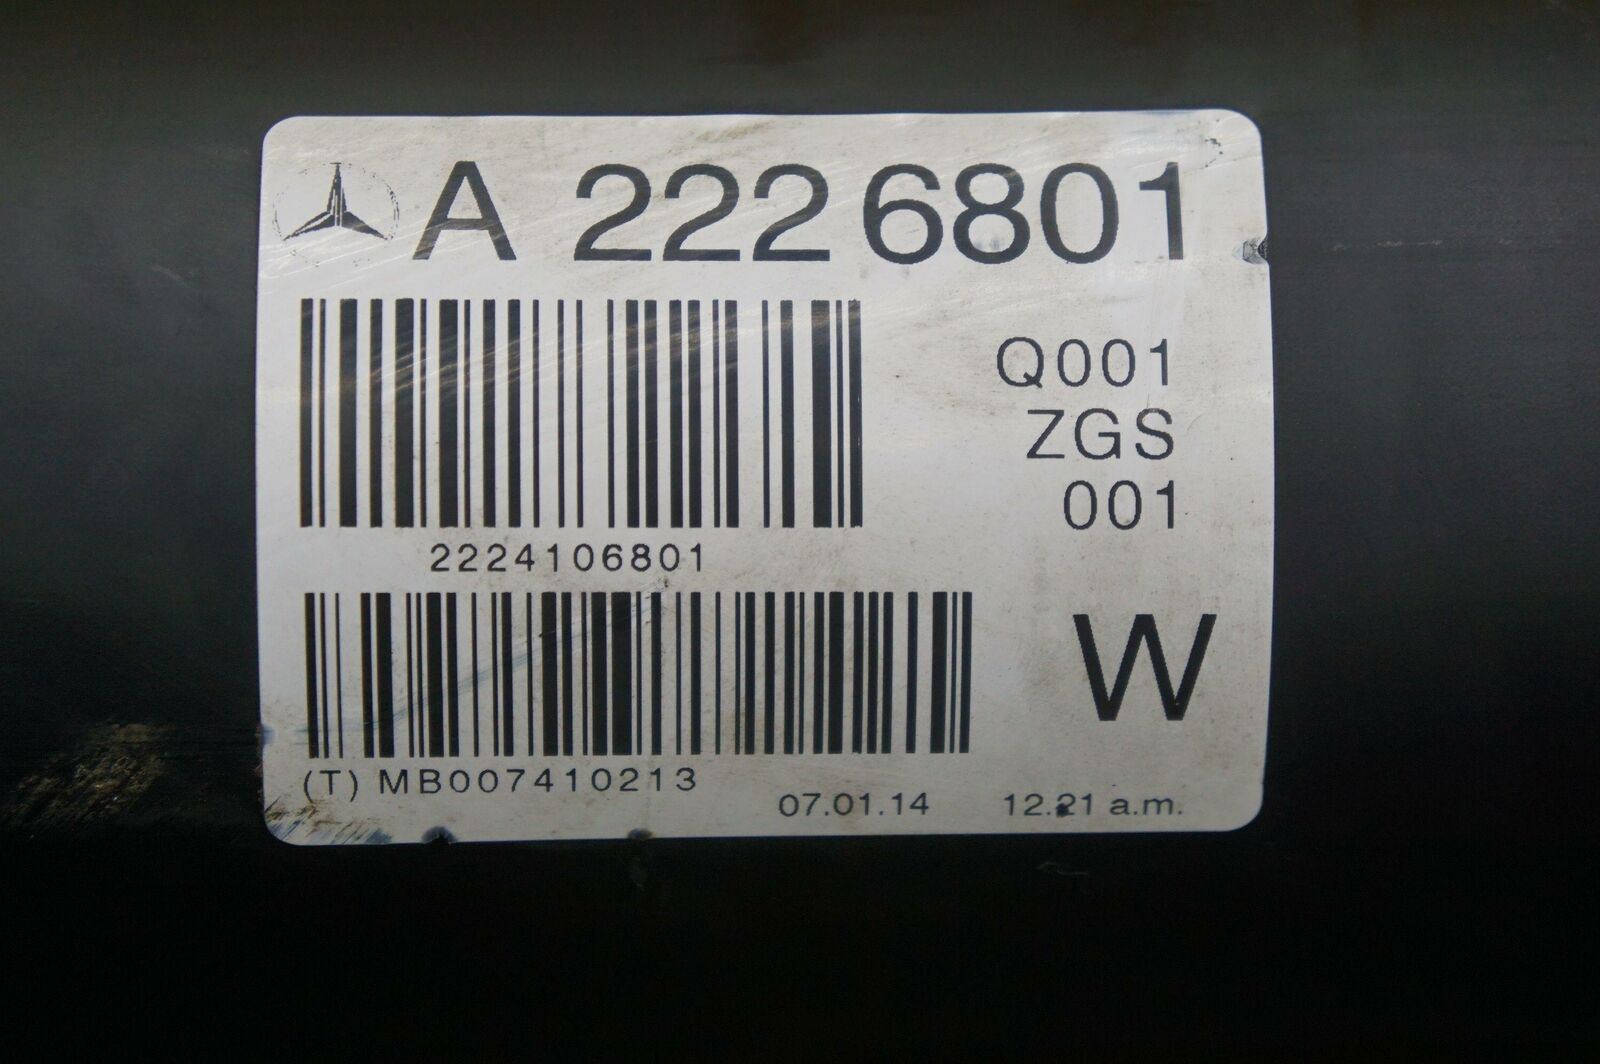 A 222 6801
Q001
ZGS
001
2224106801
W
(T) MB007410213
07.01.14 12.21 a.m.